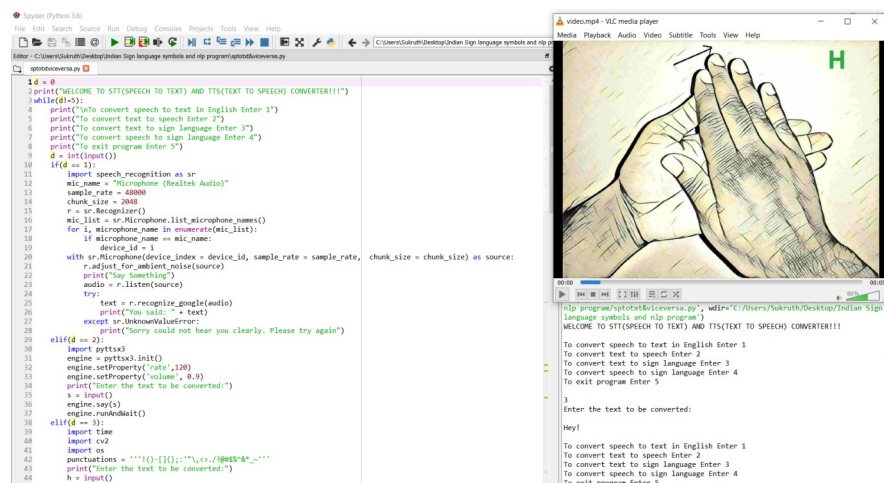 Spyder (Python 3.6)
File Edit Search Source Run Debug Consoles Projects Tools View Help
C:\Users\Sukruth\Desktop\Indian Sign language symbols and nlp p
Editor - C:\Users\Sukruth\Desktop\Indian Sign language symbols and nlp program\sptotxt&viceversa.py
sptotxtviceversa.py
1 d = 0
2 print("WELCOME TO STT(SPEECH TO TEXT) AND TTS(TEXT TO SPEECH) CONVERTER!!!")
3 while(d!=5):
4 print("\nTo convert speech to text in English Enter 1")
5 print("To convert text to speech Enter 2")
6 print("To convert text to sign language Enter 3")
7 print("To convert speech to sign language Enter 4")
8 print("To exit program Enter 5")
9 d = int(input())
10 if(d == 1):
11 import speech_recognition as sr
12 mic_name = "Microphone (Realtek Audio)"
13 sample_rate = 48000
14 chunk_size = 2048
15 r = sr.Recognizer()
16 mic_list = sr.Microphone.list_microphone_names()
17 for i, microphone_name in enumerate(mic_list):
18 if microphone_name == mic_name:
19 device_id = i
20 with sr.Microphone(device_index = device_id, sample_rate = sample_rate, chunk_size = chunk_size) as source:
21 r.adjust_for_ambient_noise(source)
22 print("Say Something")
23 audio = r.listen(source)
24 try:
25 text = r.recognize_google(audio)
26 print("You said: " + text)
27 except sr.UnknownValueError:
28 print("Sorry could not hear you clearly. Please try again")
29 elif(d == 2):
30 import pyttsx3
31 engine = pyttsx3.init()
32 engine.setProperty('rate',120)
33 engine.setProperty('volume', 0.9)
34 print("Enter the text to be converted:")
35 s = input()
36 engine.say(s)
37 engine.runAndWait()
38 elif(d == 3):
39 import time
40 import cv2
41 import os
42 punctuations = '''!()-[]{};:'"\,<>./?@#$%^&*_~'''
43 print("Enter the text to be converted:")
44 h = input()
video.mp4 - VLC media player
Media Playback Audio Video Subtitle Tools View Help
H
00:00 00:05
80%
nlp program/sptotxt&viceversa.py', wdir='C:/Users/Sukruth/Desktop/Indian Sign
language symbols and nlp program')
WELCOME TO STT(SPEECH TO TEXT) AND TTS(TEXT TO SPEECH) CONVERTER!!!
To convert speech to text in English Enter 1
To convert text to speech Enter 2
To convert text to sign language Enter 3
To convert speech to sign language Enter 4
To exit program Enter 5
3
Enter the text to be converted:
Hey!
To convert speech to text in English Enter 1
To convert text to speech Enter 2
To convert text to sign language Enter 3
To convert speech to sign language Enter 4
To exit program Enter 5